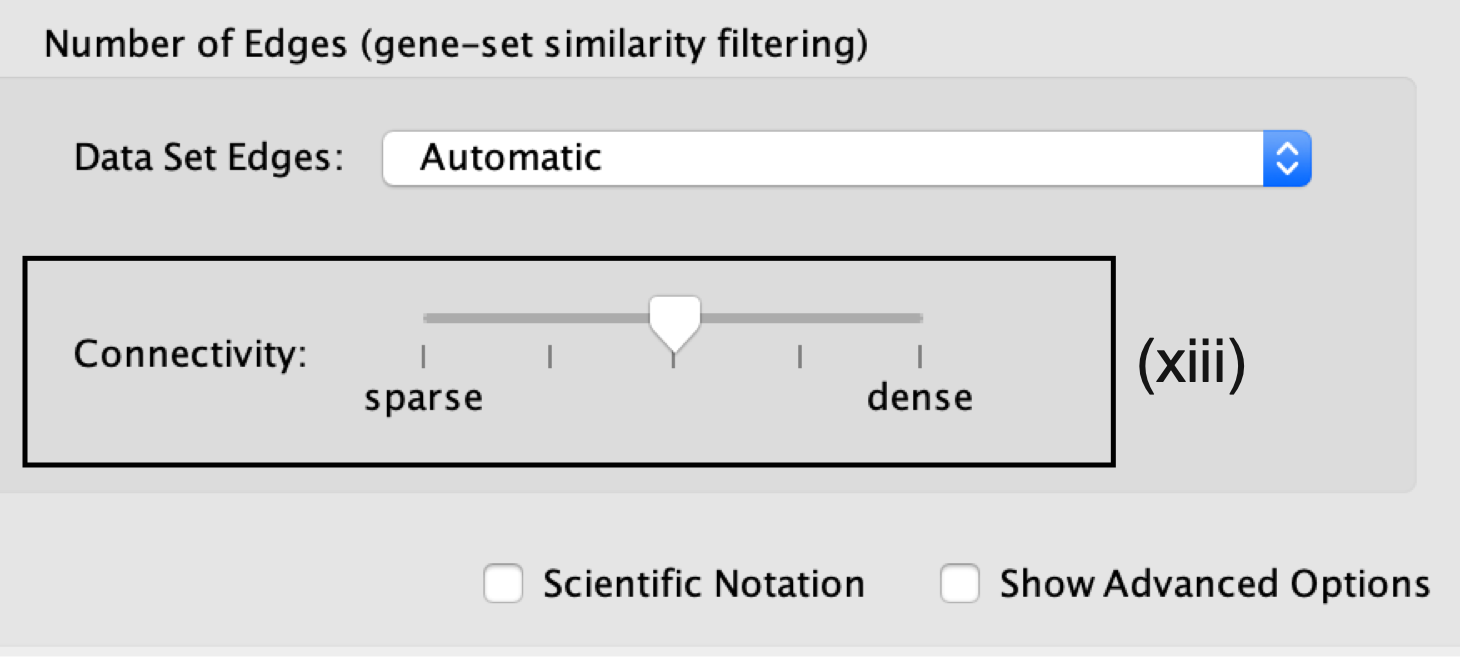 Number of Edges (gene-set similarity filtering)
Data Set Edges: Automatic
Connectivity:
sparse dense
(xiii)
Scientific Notation Show Advanced Options